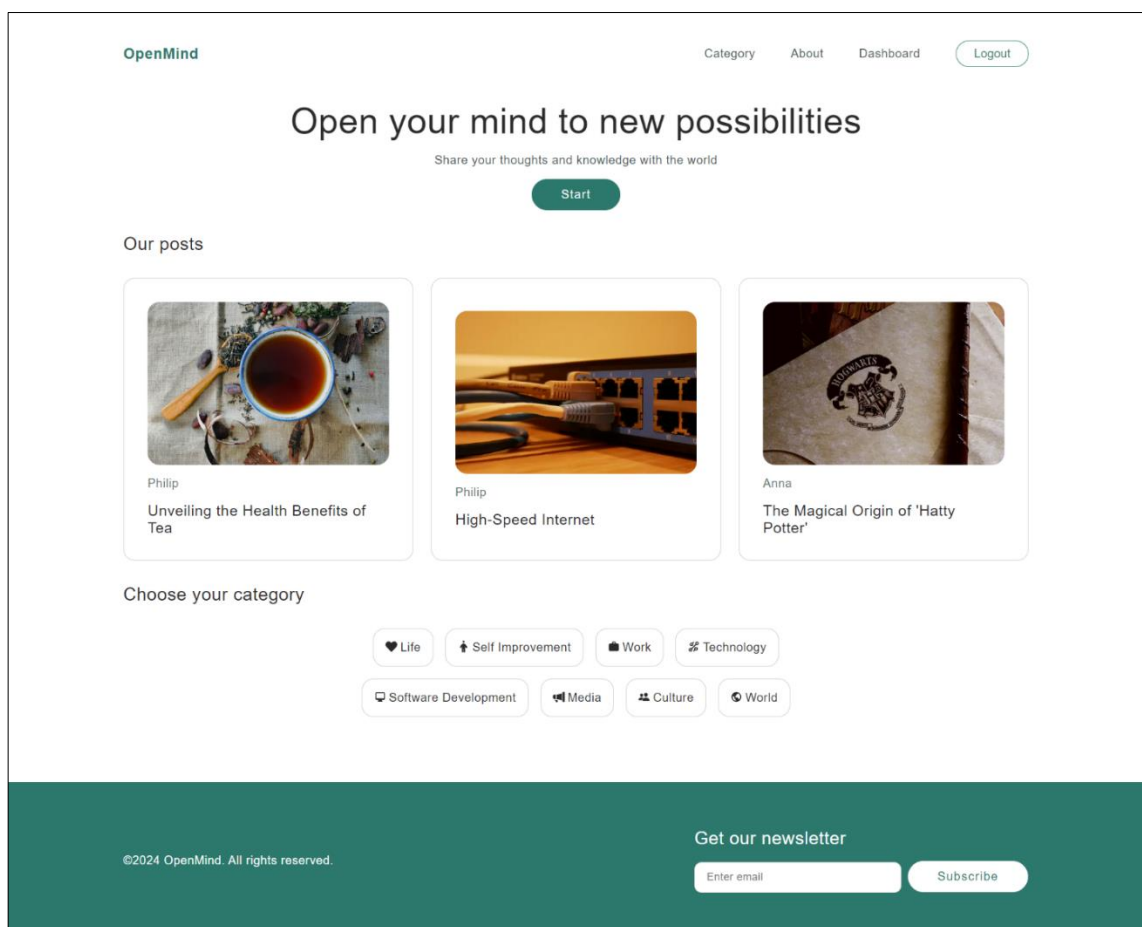 OpenMind
Category About Dashboard Logout
Open your mind to new possibilities
Share your thoughts and knowledge with the world
Start
Our posts
HOGWARTS
Philip
Unveiling the Health Benefits of
Tea
Philip
High-Speed Internet
Anna
The Magical Origin of 'Hatty
Potter'
Choose your category
Life Self Improvement Work Technology
Software Development Media Culture World
©2024 OpenMind. All rights reserved.
Get our newsletter
Enter email Subscribe